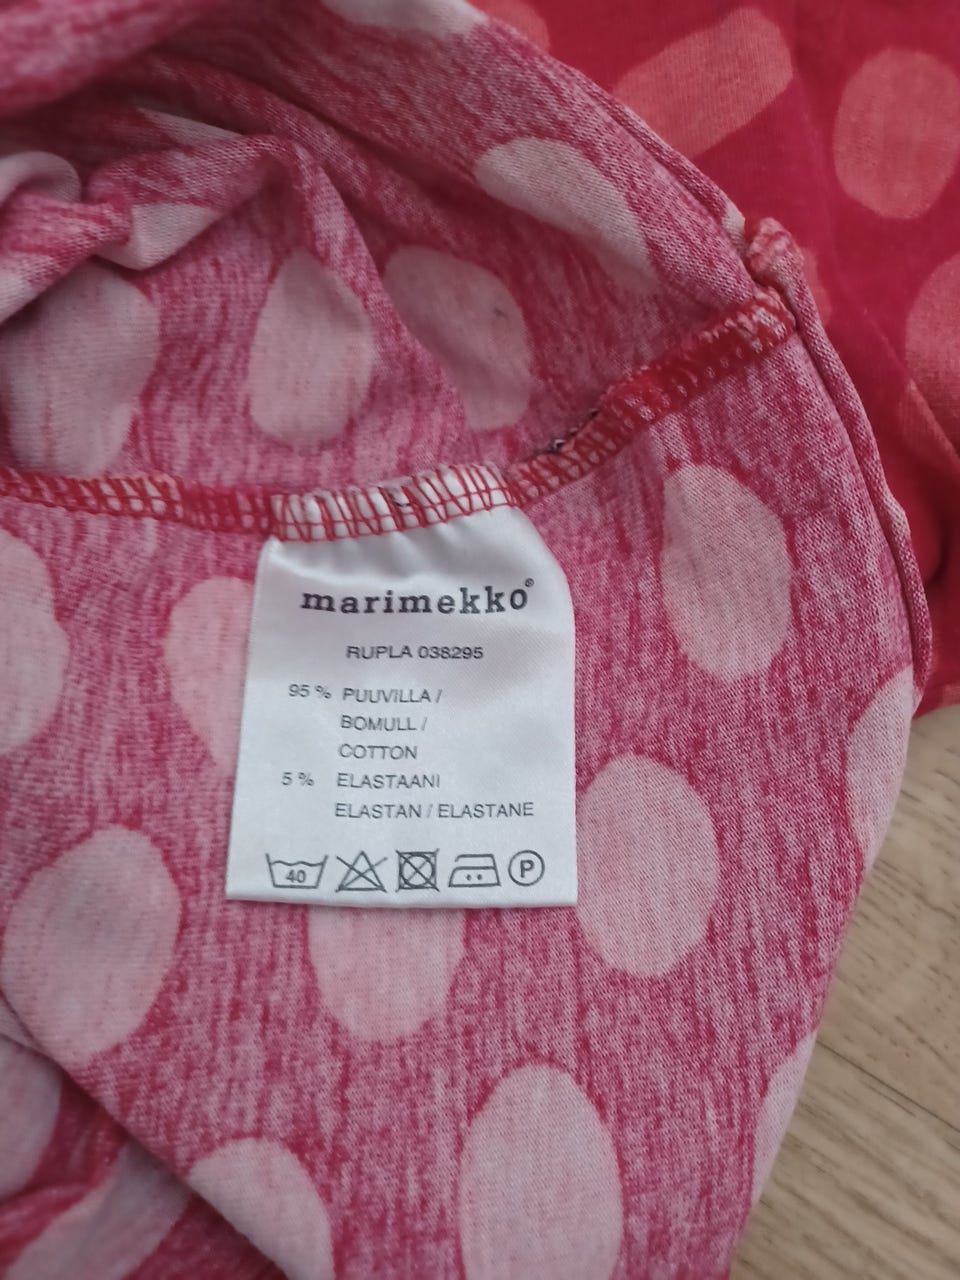 marimekko®
RUPLA 038295
95 % PUUVILLA /
BOMULL /
COTTON
5 % ELASTAANI
ELASTAN / ELASTANE
40 P